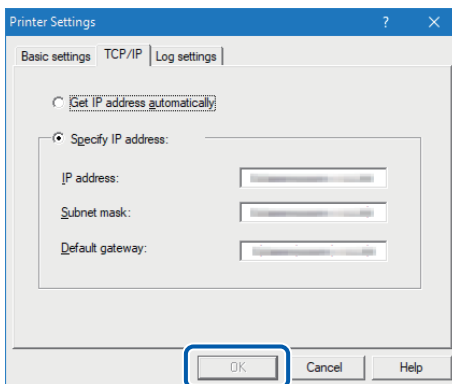 Printer Settings ? ×
Basic settings TCP/IP Log settings
Get IP address automatically
Specify IP address:
IP address:
Subnet mask:
Default gateway:
OK Cancel Help